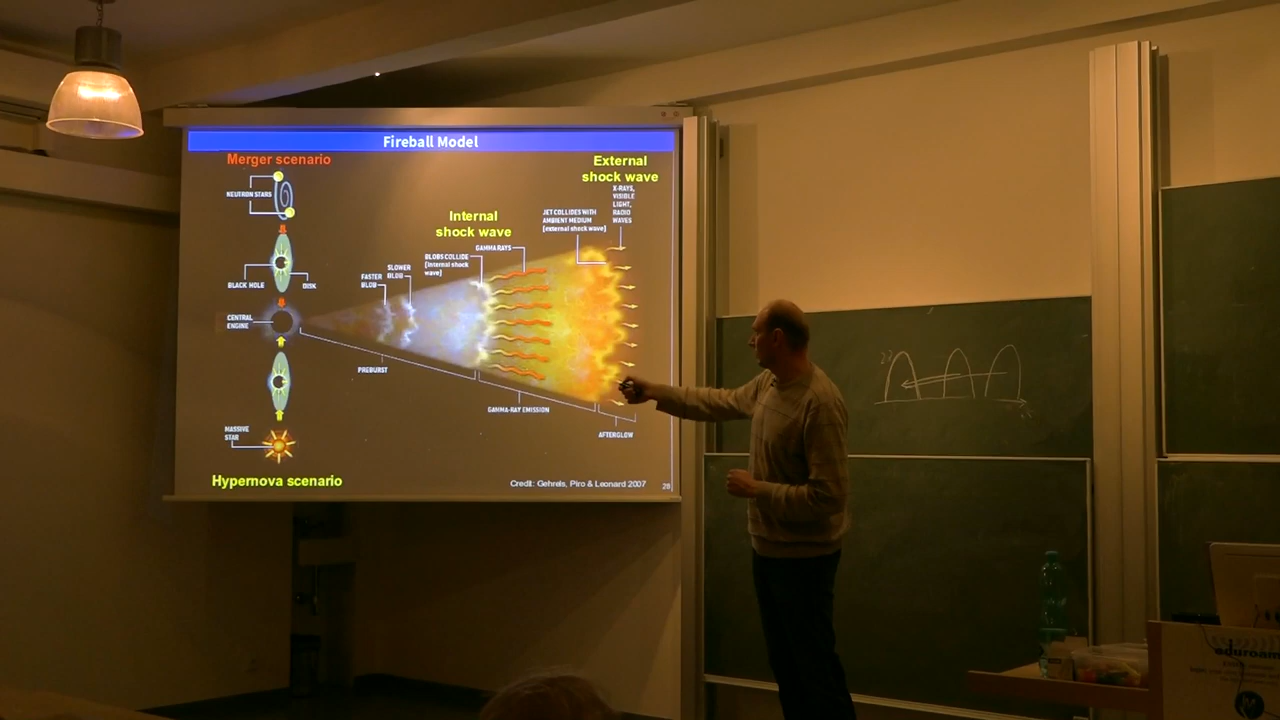 Fireball Model
Merger scenario
NEUTRON STARS
BLACK HOLE
DISK
CENTRAL
ENGINE
MASSIVE
STAR
Hypernova scenario
FASTER
BLOB
SLOWER
BLOB
Internal
shock wave
BLOBS COLLIDE
(internal shock
wave)
GAMMA RAYS
JET COLLIDES WITH
AMBIENT MEDIUM
(external shock wave)
External
shock wave
X-RAYS,
VISIBLE
LIGHT,
RADIO
WAVES
PREBURST
GAMMA-RAY EMISSION
AFTERGLOW
Credit: Gehrels, Piro & Leonard 2007
28
eduroam